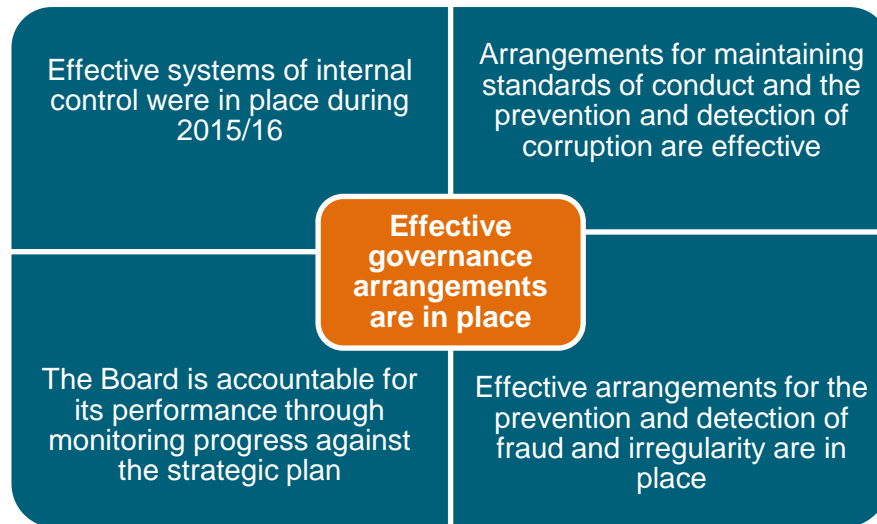 Effective systems of internal
control were in place during
2015/16
Arrangements for maintaining
standards of conduct and the
prevention and detection of
corruption are effective
Effective
governance
arrangements
are in place
The Board is accountable for
its performance through
monitoring progress against
the strategic plan
Effective arrangements for the
prevention and detection of
fraud and irregularity are in
place